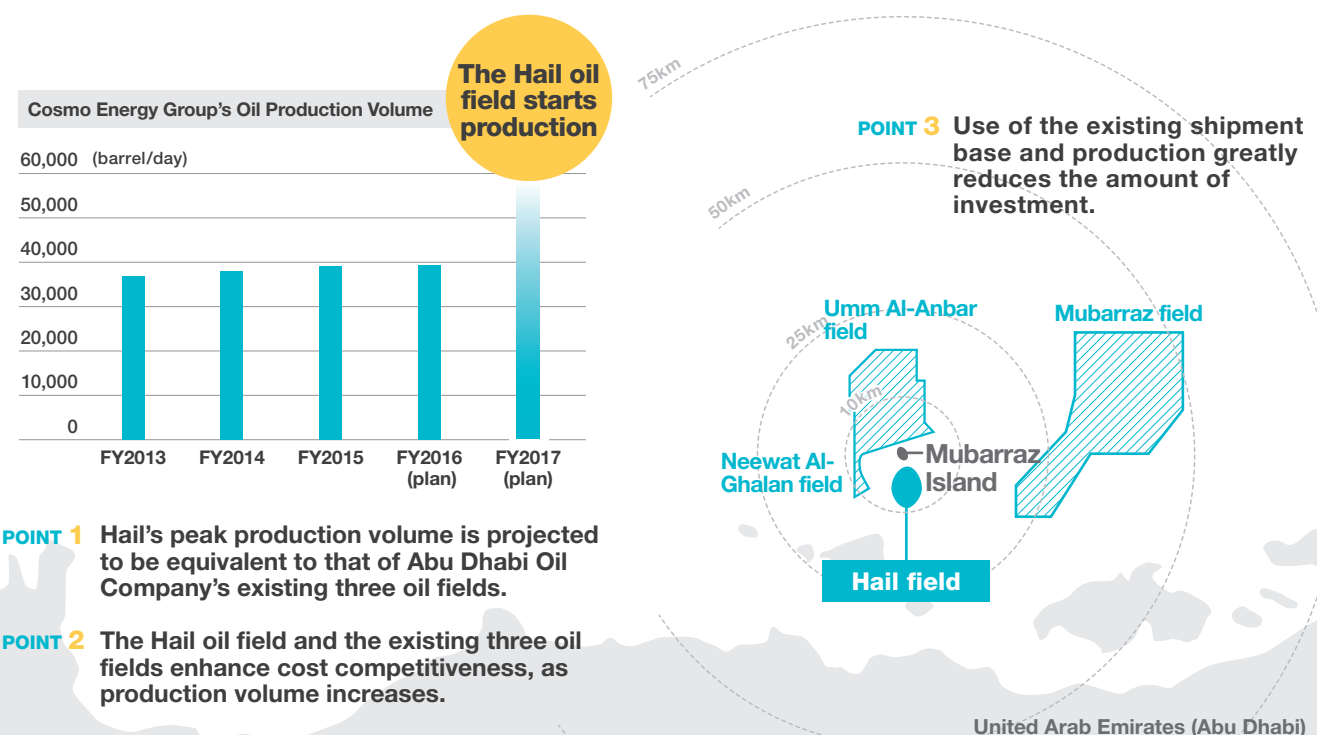 The Hail oil
field starts
production
Cosmo Energy Group's Oil Production Volume
60,000 (barrel/day)
50,000
40,000
30,000
20,000
10,000
0
FY2013
FY2014
FY2015
FY2016
(plan)
FY2017
(plan)
POINT 1 Hail's peak production volume is projected
to be equivalent to that of Abu Dhabi Oil
Company's existing three oil fields.
POINT 2 The Hail oil field and the existing three oil
fields enhance cost competitiveness, as
production volume increases.
POINT 3 Use of the existing shipment
base and production greatly
reduces the amount of
investment.
75km
50km
25km
10km
Umm Al-Anbar
field
Mubarraz field
Neewat Al-
Ghalan field
Mubarraz
Island
Hail field
United Arab Emirates (Abu Dhabi)